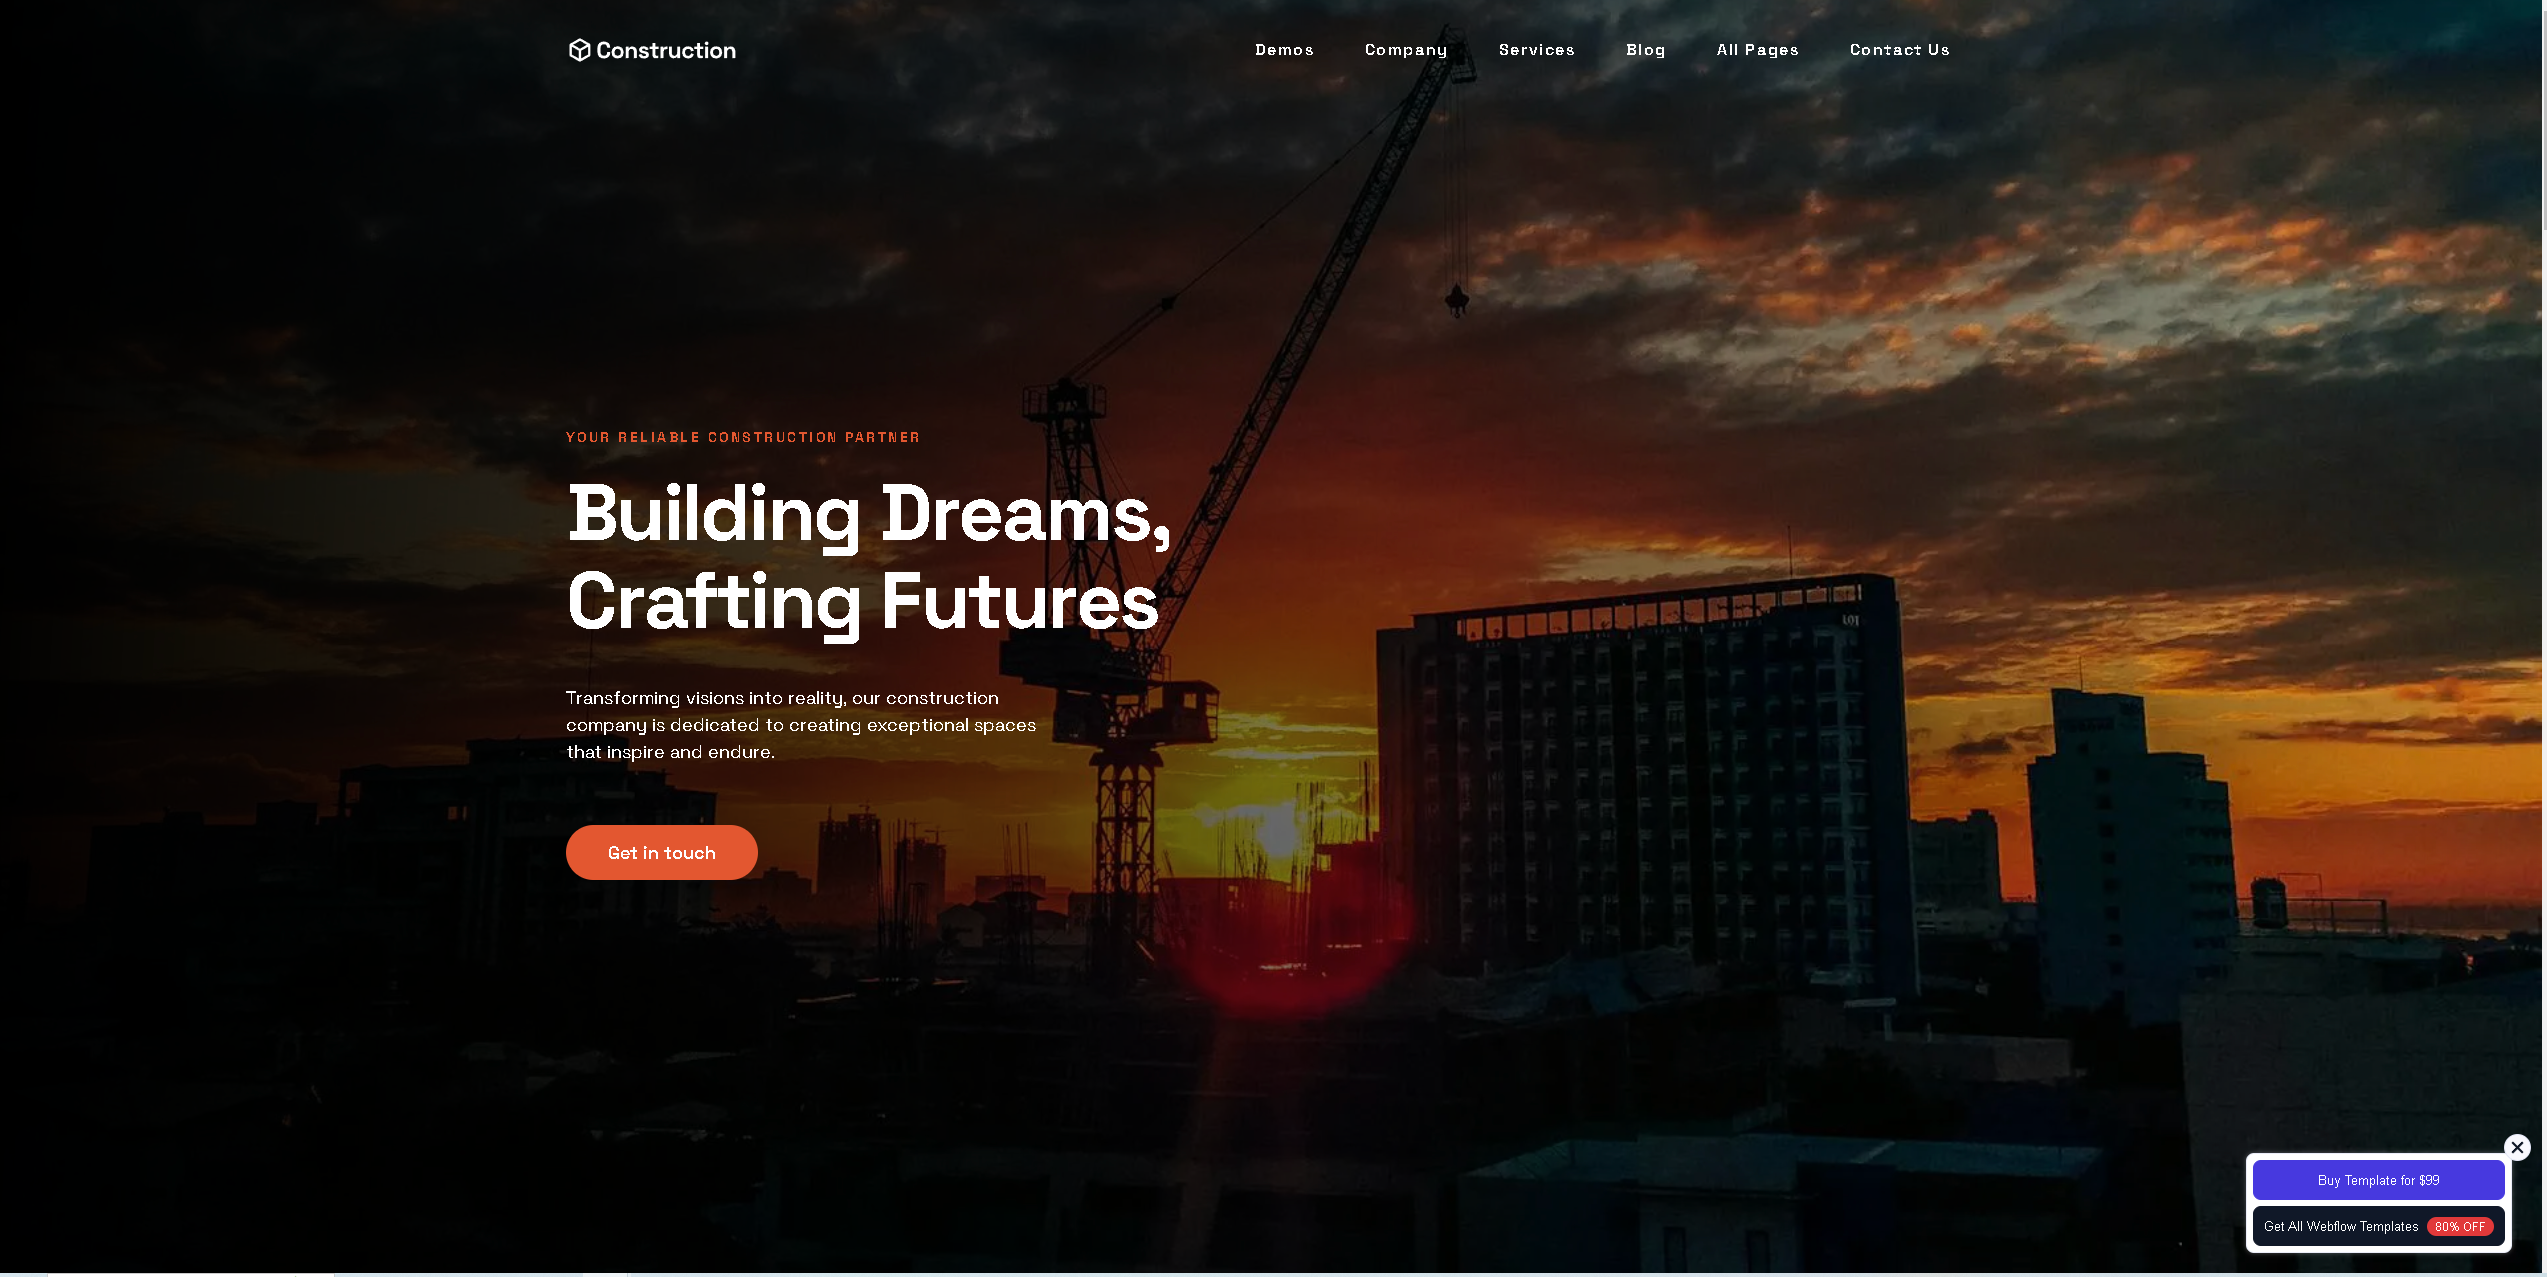 Construction
Demos Company Services Blog All Pages Contact Us
YOUR RELIABLE CONSTRUCTION PARTNER
Building Dreams,
Crafting Futures
Transforming visions into reality, our construction
company is dedicated to creating exceptional spaces
that inspire and endure.
Get in touch
Buy Template for $99
Get All Webflow Templates 80% OFF